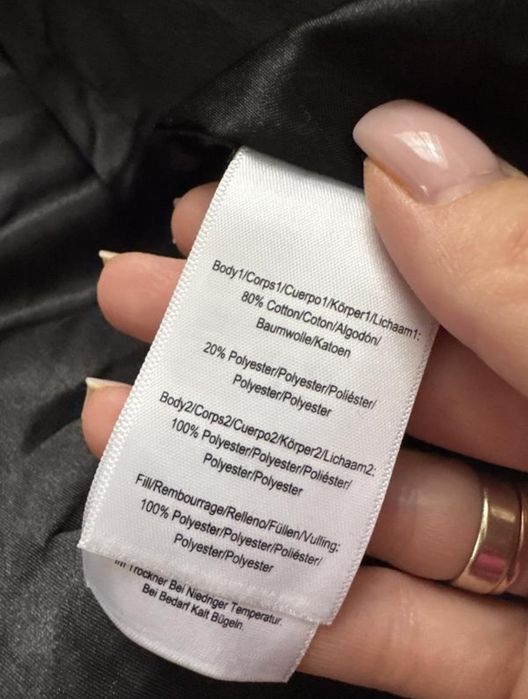 Body1/Corps1/Cuerpo1/Körper1/Lichaam1:
80% Cotton/Coton/Algodón/
Baumwolle/Katoen
20% Polyester/Polyester/Poliéster/
Polyester/Polyester
Body2/Corps2/Cuerpo2/Körper2/Lichaam2:
100% Polyester/Polyester/Poliéster/
Polyester/Polyester
Fill/Rembourrage/Relleno/Füllen/Vulling:
100% Polyester/Polyester/Poliéster/
Polyester/Polyester
Im Trockner Bei Niedriger Temperatur.
Bei Bedarf Kalt Bügeln.